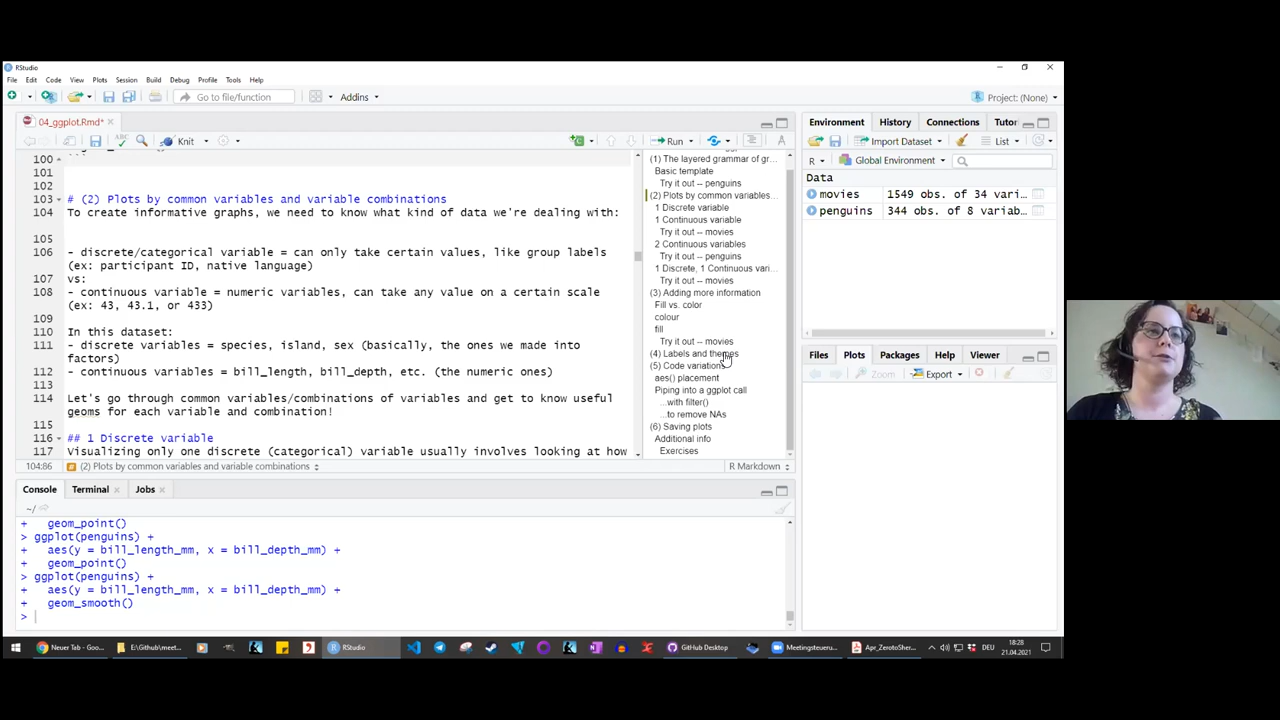 RStudio
File Edit Code View Plots Session Build Debug Profile Tools Help
Go to file/function
Addins
Project: (None)
04_ggplot.Rmd*
Knit
Run
100
101
102
103 # (2) Plots by common variables and variable combinations
104 To create informative graphs, we need to know what kind of data we're dealing with:
105
106 - discrete/categorical variable = can only take certain values, like group labels
(ex: participant ID, native language)
107 vs:
108 - continuous variable = numeric variables, can take any value on a certain scale
(ex: 43, 43.1, or 433)
109
110 In this dataset:
111 - discrete variables = species, island, sex (basically, the ones we made into
factors)
112 - continuous variables = bill_length, bill_depth, etc. (the numeric ones)
113
114 Let's go through common variables/combinations of variables and get to know useful
geoms for each variable and combination!
115
116 ## 1 Discrete variable
117 Visualizing only one discrete (categorical) variable usually involves looking at how
104:86 (2) Plots by common variables and variable combinations R Markdown
(1) The layered grammar of gr...
Basic template
Try it out -- penguins
(2) Plots by common variables...
1 Discrete variable
1 Continuous variable
Try it out -- movies
2 Continuous variables
Try it out -- penguins
1 Discrete, 1 Continuous vari...
Try it out -- movies
(3) Adding more information
Fill vs. color
colour
fill
Try it out -- movies
(4) Labels and themes
(5) Code variations
aes() placement
Piping into a ggplot call
...with filter()
...to remove NAs
(6) Saving plots
Additional info
Exercises
Console Terminal Jobs
~/
+ geom_point()
> ggplot(penguins) +
+ aes(y = bill_length_mm, x = bill_depth_mm) +
+ geom_point()
> ggplot(penguins) +
+ aes(y = bill_length_mm, x = bill_depth_mm) +
+ geom_smooth()
>
Environment History Connections Tutor
Import Dataset List
R Global Environment
Data
movies 1549 obs. of 34 vari...
penguins 344 obs. of 8 variab...
Files Plots Packages Help Viewer
Zoom Export
Neuer Tab - Goo...
E:\Github\meet...
RStudio
GitHub Desktop
Meetingsteueru...
Apr_ZerotoSher...
DEU
18:28
21.04.2021